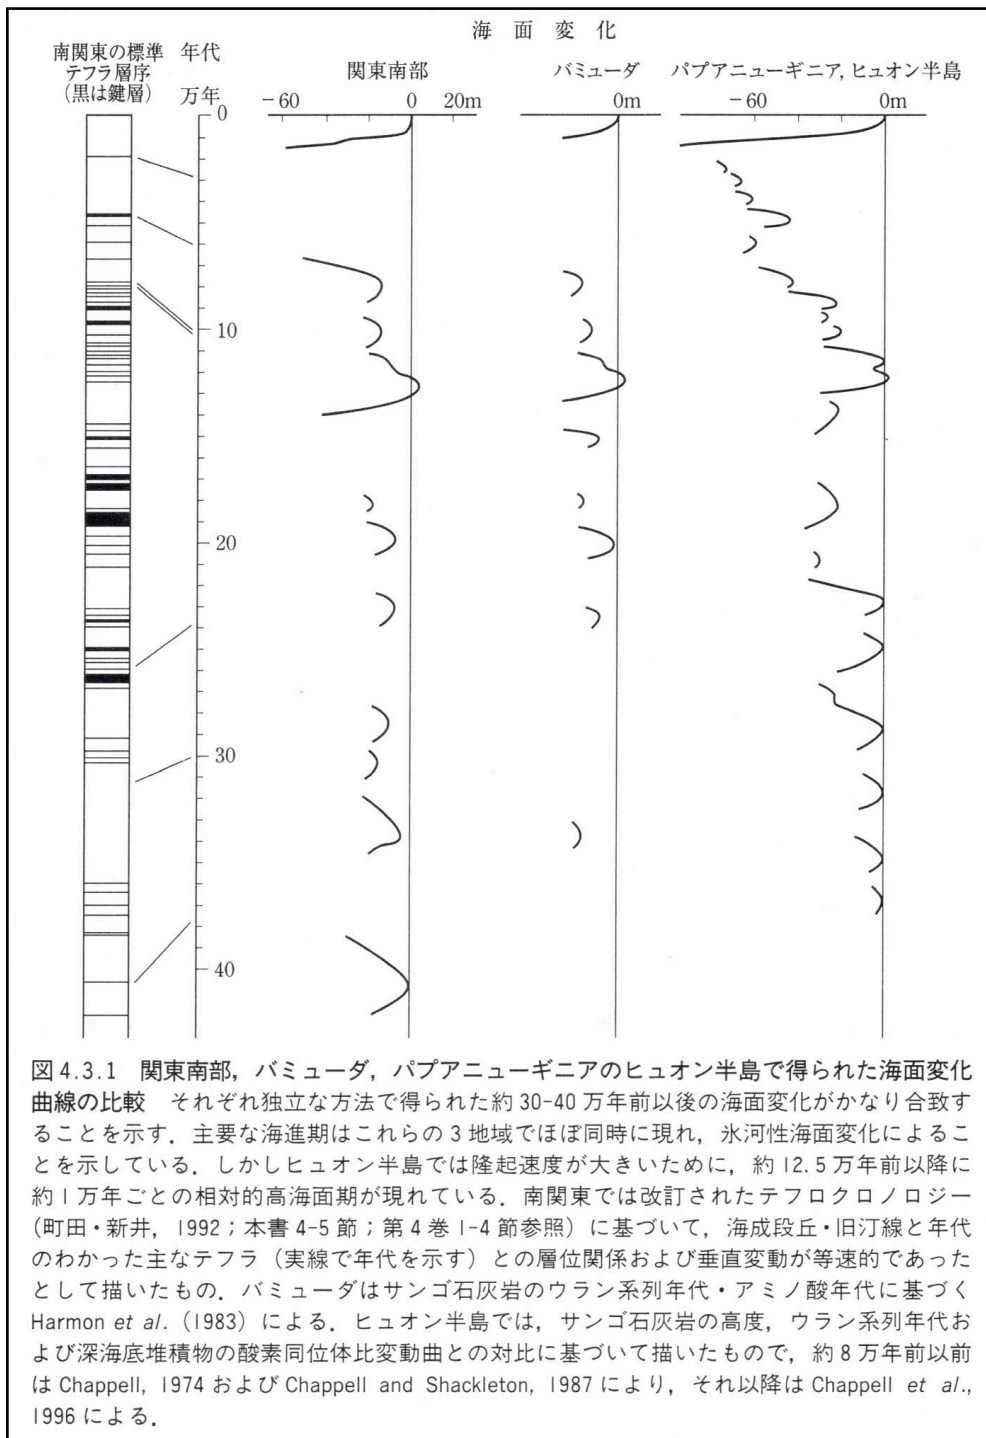 海面変化
南関東の標準
テフラ層序
(黒は鍵層)
年代
万年
関東南部
バミューダ
パプアニューギニア, ヒュオン半島
-60 0 20m
0m
-60 0m
0
10
20
30
40
図4.3.1 関東南部，バミューダ，パプアニューギニアのヒュオン半島で得られた海面変化
曲線の比較 それぞれ独立な方法で得られた約30-40万年前以後の海面変化がかなり合致す
ることを示す．主要な海進期はこれらの3地域でほぼ同時に現れ，氷河性海面変化によるこ
とを示している．しかしヒュオン半島では隆起速度が大きいために，約12.5万年前以降に
約1万年ごとの相対的高海面期が現れている．南関東では改訂されたテフロクロノロジー
(町田・新井，1992；本書4-5節；第4巻1-4節参照）に基づいて，海成段丘・旧汀線と年代
のわかった主なテフラ（実線で年代を示す）との層位関係および垂直変動が等速的であった
として描いたもの．バミューダはサンゴ石灰岩のウラン系列年代・アミノ酸年代に基づく
Harmon et al.（1983）による．ヒュオン半島では，サンゴ石灰岩の高度，ウラン系列年代お
よび深海底堆積物の酸素同位体比変動曲との対比に基づいて描いたもので，約8万年前以前
は Chappell, 1974 および Chappell and Shackleton, 1987 により，それ以降は Chappell et al.,
1996 による．